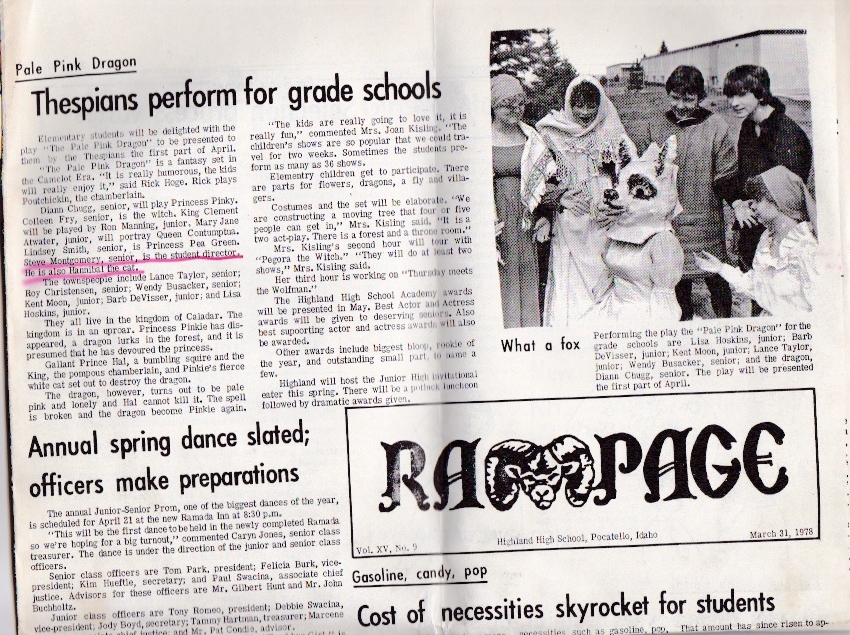 Pale Pink Dragon
Thespians perform for grade schools
Elementary students will be delighted with the
play "The Pale Pink Dragon" to be presented to
them by the Thespians the first part of April.
"The Pale Pink Dragon" is a fantasy set in
the Camelot Era. "It is really humorous, the kids
will really enjoy it," said Rick Hoge. Rick plays
Poutchickin, the chamberlain.
Diann Chugg, senior, will play Princess Pinky.
Colleen Fry, senior, is the witch. King Clement
will be played by Ron Manning, junior, Mary Jane
Atwater, junior, will portray Queen Contumptua.
Lindsey Smith, senior, is Princess Pea Green.
Steve Montgomery, senior, is the student director.
He is also Hannibal the cat.
The townspeople include Lance Taylor, senior;
Roy Christensen, senior; Wendy Busacker, senior;
Kent Moon, junior; Barb DeVisser, junior; and Lisa
Hoskins, junior.
They all live in the kingdom of Caladar. The
kingdom is in an uproar. Princess Pinkie has dis-
appeared, a dragon lurks in the forest, and it is
presumed that he has devoured the princess.
Gallant Prince Hal, a bumbling squire and the
King, the pompous chamberlain, and Pinkie's fierce
white cat set out to destroy the dragon.
The dragon, however, turns out to be pale
pink and lonely and Hal cannot kill it. The spell
is broken and the dragon become Pinkie again.
"The kids are really going to love it, it is
really fun," commented Mrs. Joan Kisling. "The
children's shows are so popular that we could tra-
vel for two weeks. Sometimes the students pre-
form as many as 36 shows.
Elementry children get to participate. There
are parts for flowers, dragons, a fly and villa-
gers.
Costumes and the set will be elaborate. "We
are constructing a moving tree that four or five
people can get in," Mrs. Kisling said. "It is a
two act-play. There is a forest and a throne room."
Mrs. Kisling's second hour will tour with
"Pegora the Witch." "They will do at least two
shows," Mrs. Kisling said.
Her third hour is working on "Thursday meets
the Wolfman."
The Highland High School Academy awards
will be presented in May. Best Actor and Actress
awards will be given to deserving seniors. Also
best supoorting actor and actress awards will also
be awarded.
Other awards include biggest bloop, rookie of
the year, and outstanding small part, to name a
few.
Highland will host the Junior High Invitational
eater this spring. There will be a potluck luncheon
followed by dramatic awards given.
What a fox
Performing the play the "Pale Pink Dragon" for the
grade schools are Lisa Hoskins, junior; Barb
DeVisser, junior; Kent Moon, junior; Lance Taylor,
junior; Wendy Busacker, senior; and the dragon,
Diann Chugg, senior. The play will be presented
the first part of April.
Annual spring dance slated;
officers make preparations
The annual Junior-Senior Prom, one of the biggest dances of the year,
is scheduled for April 21 at the new Ramada Inn at 8:30 p.m.
"This will be the first dance to be held in the newly completed Ramada
so we're hoping for a big turnout," commented Caryn Jones, senior class
treasurer. The dance is under the direction of the junior and senior class
officers.
Senior class officers are Tom Park, president; Felicia Burk, vice-
president; Kim Hueftle, secretary; and Paul Swacina, associate chief
justice. Advisors for these officers are Mr. Gilbert Hunt and Mr. John
Buchholtz.
Junior class officers are Tony Romeo, president; Debbie Swacina,
vice-president; Jody Boyd, secretary; Tammy Hartman, treasurer; Marcene
chief justice; and Mr. Pat Condie, advisor.
RAMPAGE
Vol. XV, No. 9
Highland High School, Pocatello, Idaho
March 31, 1978
Gasoline, candy, pop
Cost of necessities skyrocket for students
necessities such as gasoline, pop,
That amount has since risen to ap-